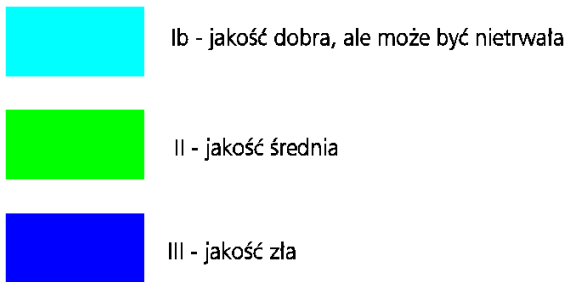 Ib - jakość dobra, ale może być nietrwała
II - jakość średnia
III - jakość zła